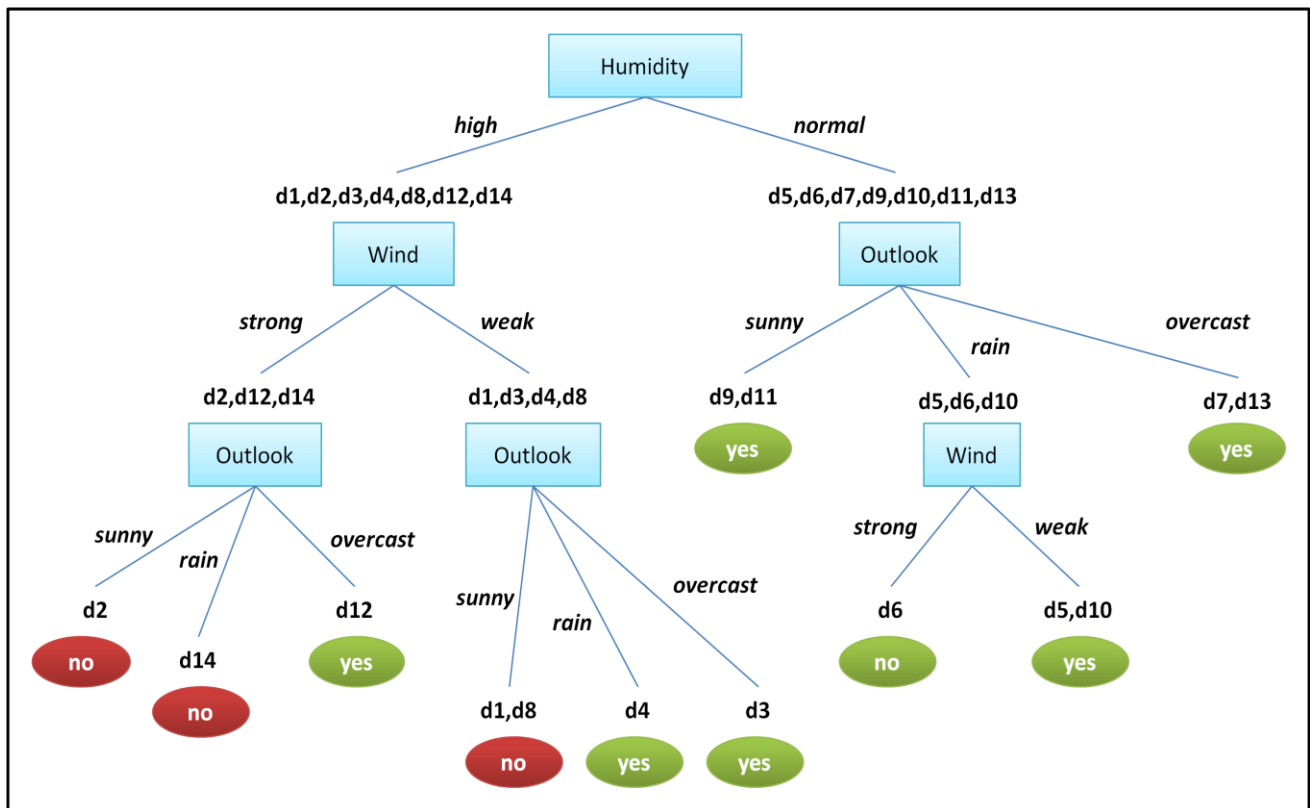 Humidity
high normal
d1,d2,d3,d4,d8,d12,d14 d5,d6,d7,d9,d10,d11,d13
Wind Outlook
strong weak sunny rain overcast
d2,d12,d14 d1,d3,d4,d8 d9,d11 d5,d6,d10 d7,d13
Outlook Outlook yes Wind yes
sunny rain overcast sunny rain overcast strong weak
d2 d12 d6 d5,d10
no d14 yes no yes
no d1,d8 d4 d3
no yes yes